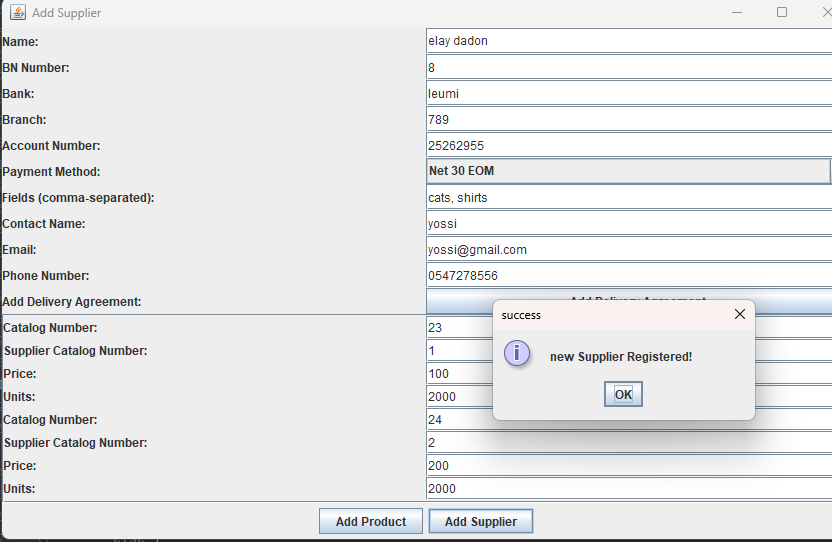 Add Supplier
Name: elay dadon
BN Number: 8
Bank: leumi
Branch: 789
Account Number: 25262955
Payment Method: Net 30 EOM
Fields (comma-separated): cats, shirts
Contact Name: yossi
Email: yossi@gmail.com
Phone Number: 0547278556
Add Delivery Agreement: Add Delivery Agreement
success
Catalog Number: 23
Supplier Catalog Number: 1
new Supplier Registered!
Price: 100
Units: 2000
OK
Catalog Number: 24
Supplier Catalog Number: 2
Price: 200
Units: 2000
Add Product Add Supplier